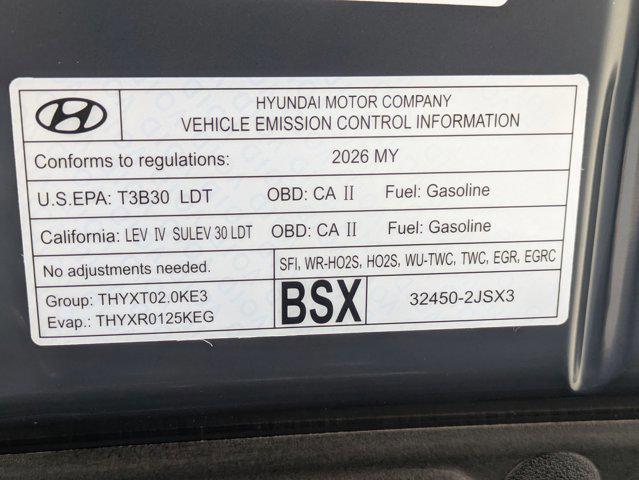 HYUNDAI MOTOR COMPANY
VEHICLE EMISSION CONTROL INFORMATION
Conforms to regulations: 2026 MY
U.S.EPA: T3B30 LDT OBD: CA II Fuel: Gasoline
California: LEV IV SULEV 30 LDT OBD: CA II Fuel: Gasoline
No adjustments needed. SFI, WR-HO2S, HO2S, WU-TWC, TWC, EGR, EGRC
Group: THYXT02.0KE3
Evap.: THYXR0125KEG
BSX 32450-2JSX3